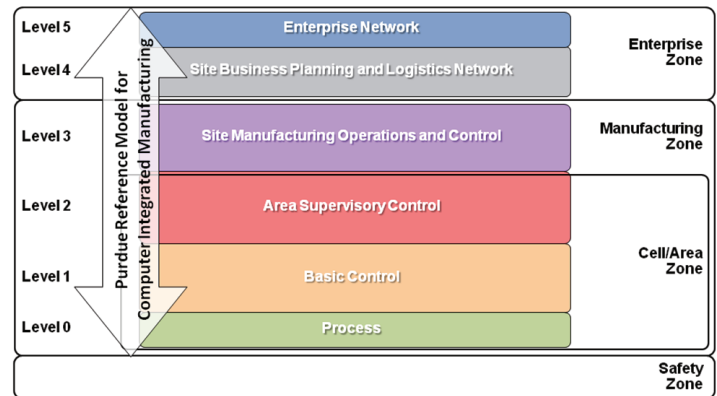 Level 5
Enterprise Network
Enterprise
Zone
Level 4
Site Business Planning and Logistics Network
Purdue Reference Model for
Computer Integrated Manufacturing
Level 3
Site Manufacturing Operations and Control
Manufacturing
Zone
Level 2
Area Supervisory Control
Cell/Area
Zone
Level 1
Basic Control
Level 0
Process
Safety
Zone